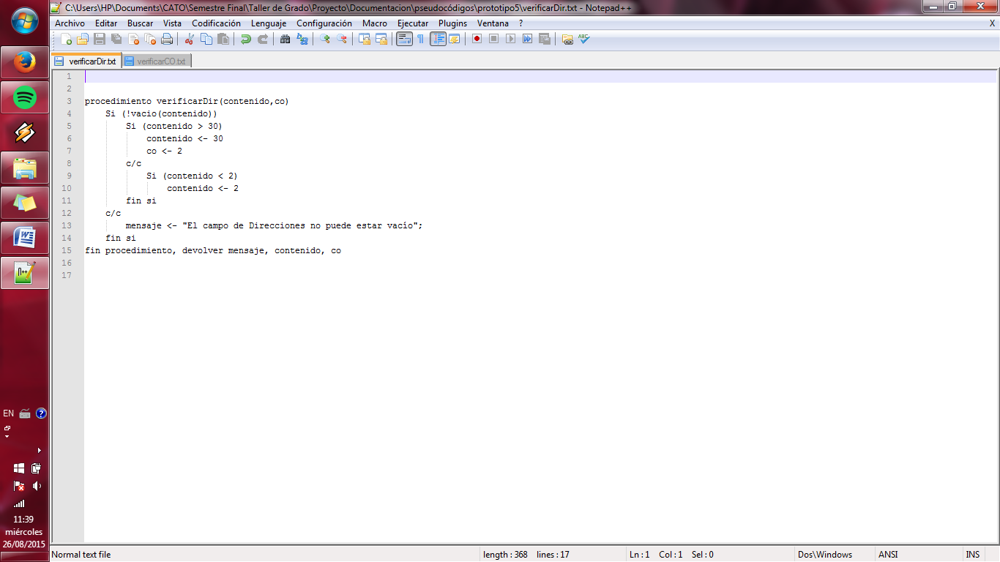 C:\Users\HP\Documents\CATO\Semestre Final\Taller de Grado\Proyecto\Documentacion\pseudocódigos\prototipo5\verificarDir.txt - Notepad++
Archivo Editar Buscar Vista Codificación Lenguaje Configuración Macro Ejecutar Plugins Ventana ? X
verificarDir.txt verificarCO.txt
1
2
3 procedimiento verificarDir(contenido,co)
4 Si (!vacio(contenido))
5 Si (contenido > 30)
6 contenido <- 30
7 co <- 2
8 c/c
9 Si (contenido < 2)
10 contenido <- 2
11 fin si
12 c/c
13 mensaje <- "El campo de Direcciones no puede estar vacío";
14 fin si
15 fin procedimiento, devolver mensaje, contenido, co
16
17
EN
11:39
miércoles
26/08/2015
Normal text file length : 368 lines : 17 Ln : 1 Col : 1 Sel : 0 Dos\Windows ANSI INS